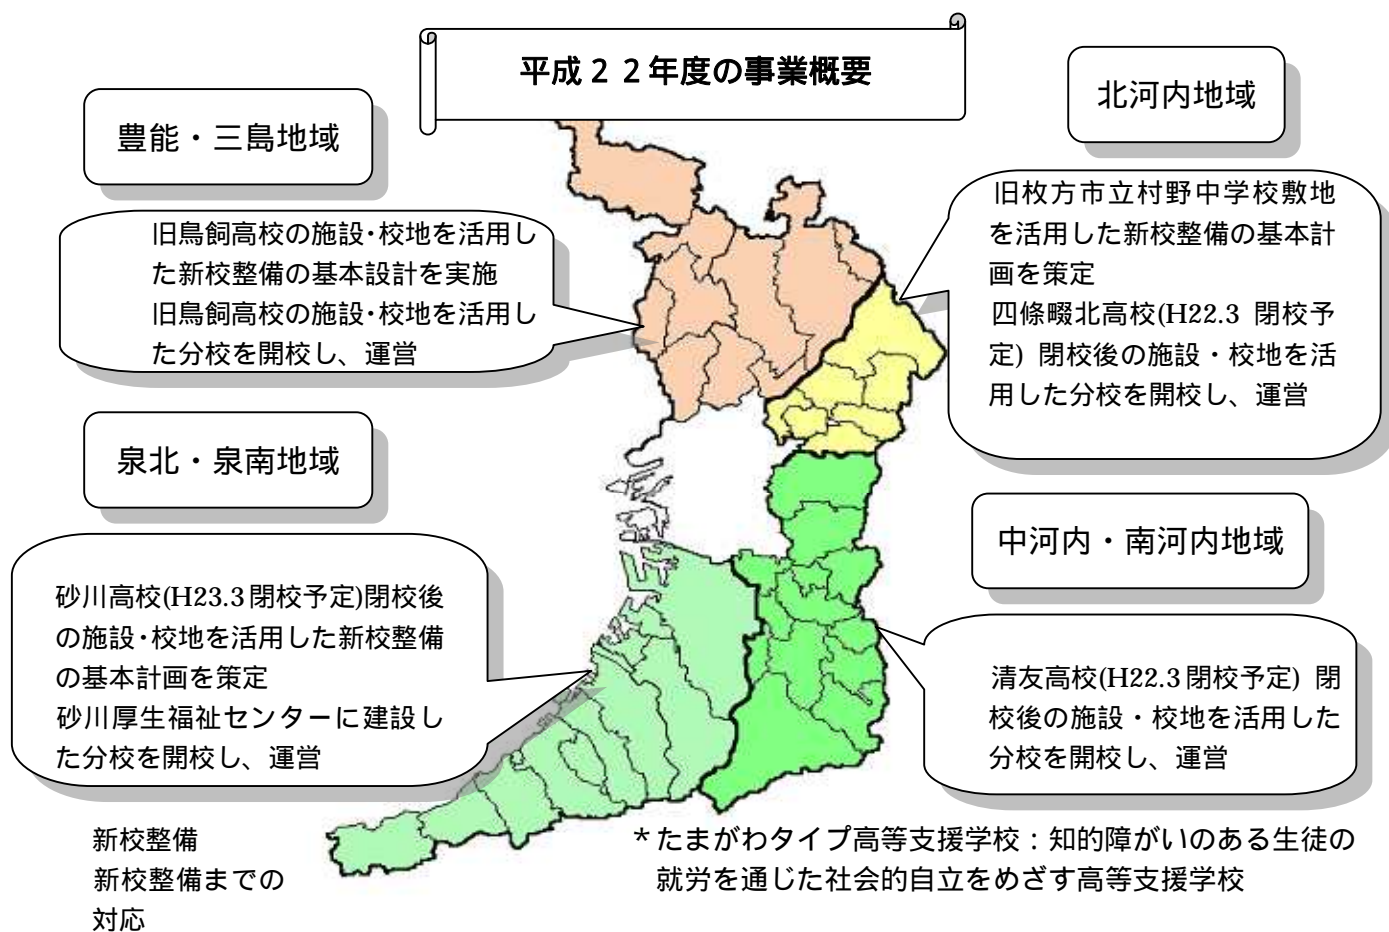 平成２２年度の事業概要
豊能・三島地域
旧鳥飼高校の施設・校地を活用し
た新校整備の基本設計を実施
旧鳥飼高校の施設・校地を活用し
た分校を開校し、運営
北河内地域
旧枚方市立村野中学校敷地
を活用した新校整備の基本計
画を策定
四條畷北高校(H22.3 閉校予
定) 閉校後の施設・校地を活
用した分校を開校し、運営
泉北・泉南地域
砂川高校(H23.3閉校予定)閉校後
の施設・校地を活用した新校整備
の基本計画を策定
砂川厚生福祉センターに建設し
た分校を開校し、運営
中河内・南河内地域
清友高校(H22.3閉校予定) 閉
校後の施設・校地を活用した
分校を開校し、運営
新校整備
新校整備までの
対応
*たまがわタイプ高等支援学校：知的障がいのある生徒の
就労を通じた社会的自立をめざす高等支援学校